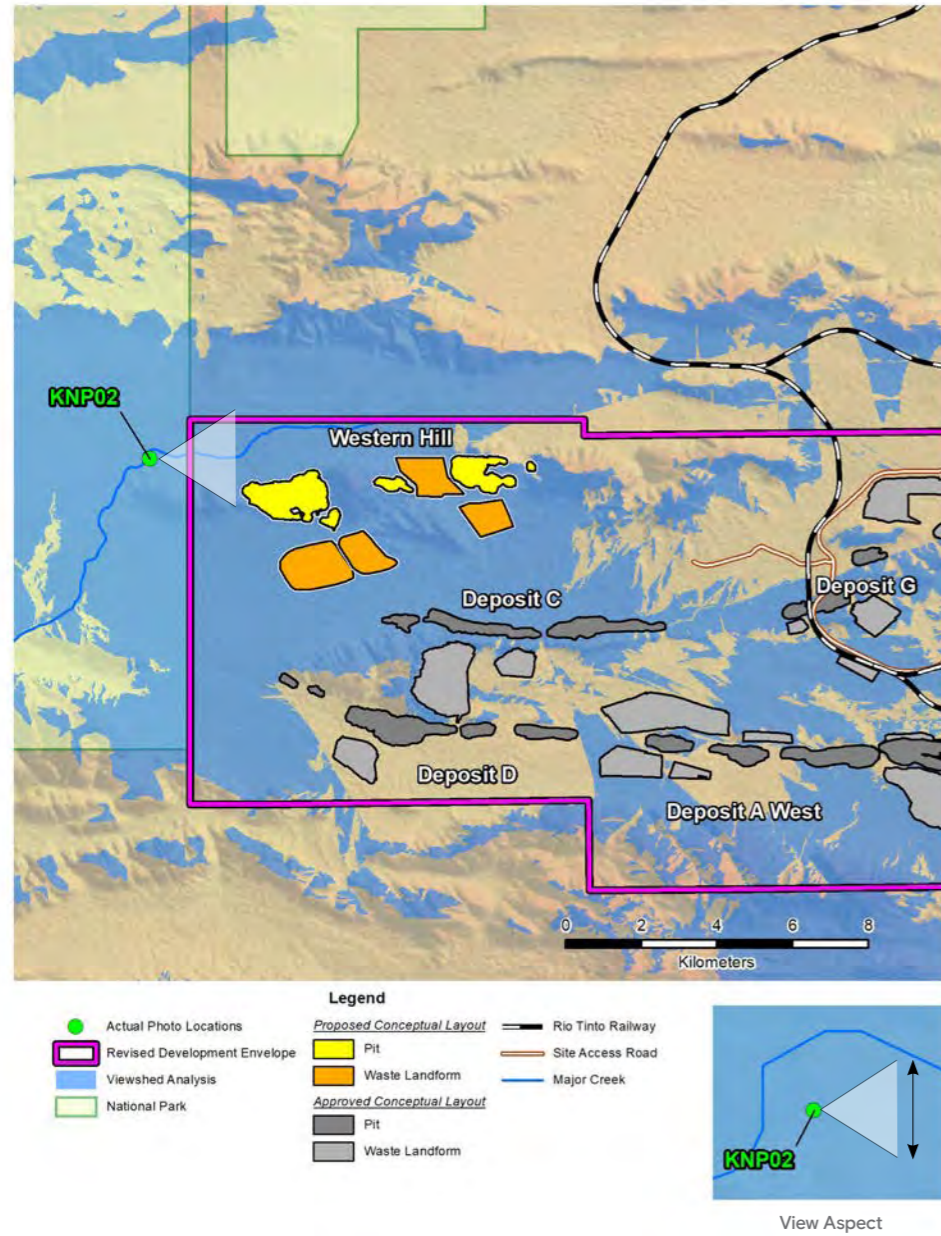 KNP02
Western Hill
Deposit C
Deposit G
Deposit D
Deposit A West
0 2 4 6 8
Kilometers
Legend
Actual Photo Locations
Revised Development Envelope
Viewshed Analysis
National Park
Proposed Conceptual Layout
Pit
Waste Landform
Approved Conceptual Layout
Pit
Waste Landform
Rio Tinto Railway
Site Access Road
Major Creek
KNP02
View Aspect